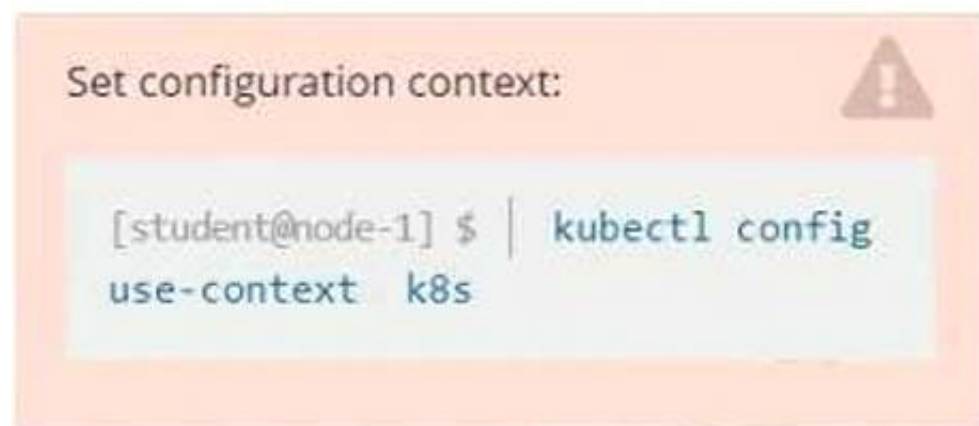 Set configuration context:
[student@node-1] $ | kubectl config
use-context k8s